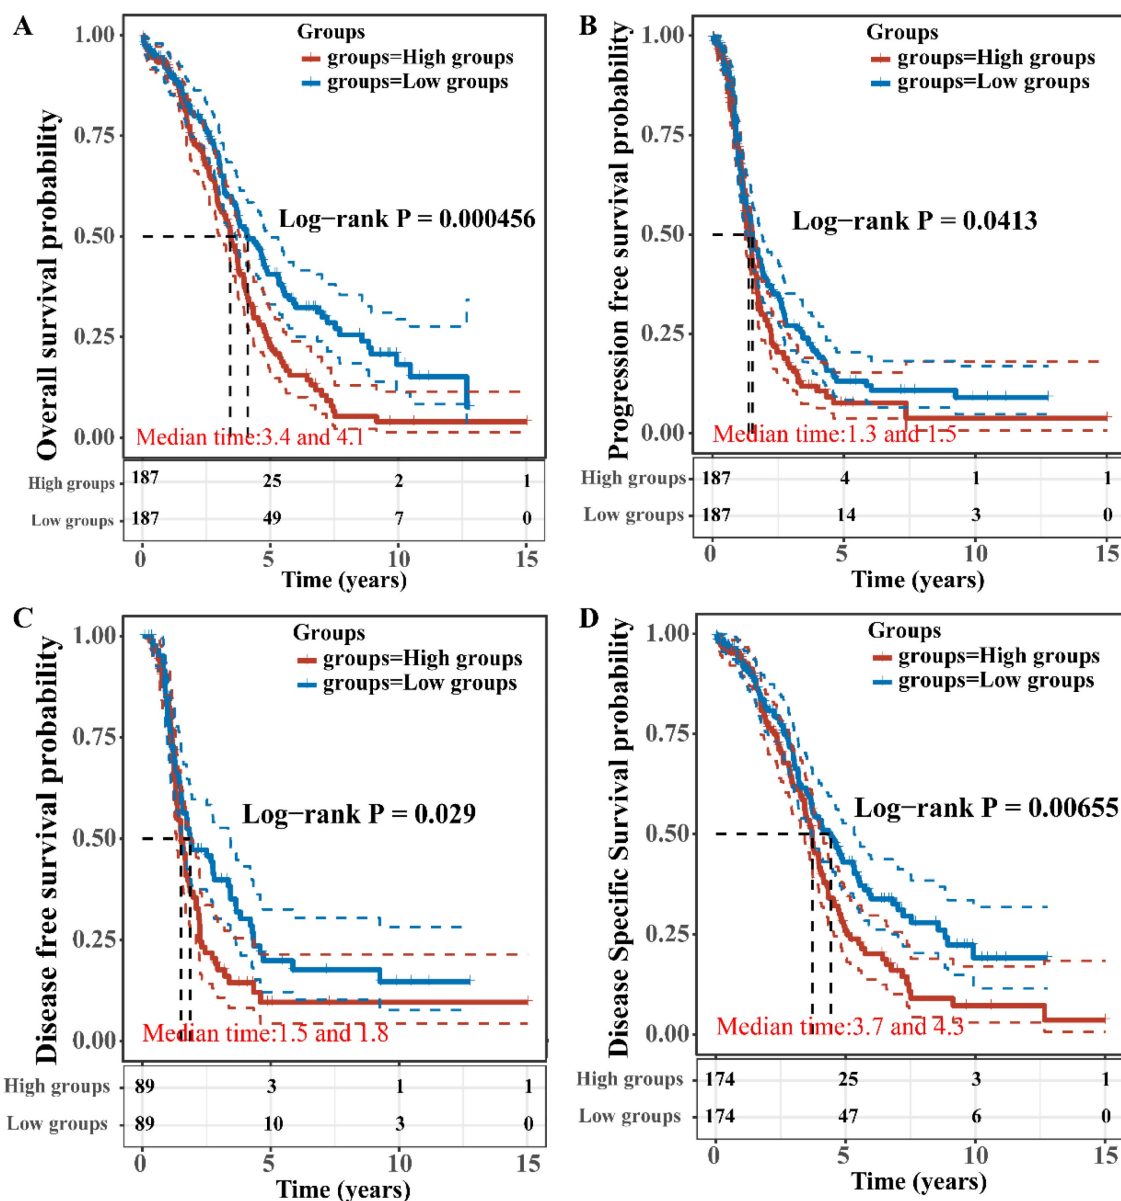 A
Groups
groups=High groups
groups=Low groups
Overall survival probability
1.00
0.75
0.50
0.25
0.00
Log−rank P = 0.000456
Median time:3.4 and 4.1
High groups 187 25 2 1
Low groups 187 49 7 0
0 5 10 15
Time (years)
B
Groups
groups=High groups
groups=Low groups
Progression free survival probability
1.00
0.75
0.50
0.25
0.00
Log−rank P = 0.0413
Median time:1.3 and 1.5
High groups 187 4 1 1
Low groups 187 14 3 0
0 5 10 15
Time (years)
C
Groups
groups=High groups
groups=Low groups
Disease free survival probability
1.00
0.75
0.50
0.25
0.00
Log−rank P = 0.029
Median time:1.5 and 1.8
High groups 89 3 1 1
Low groups 89 10 3 0
0 5 10 15
Time (years)
D
Groups
groups=High groups
groups=Low groups
Disease Specific Survival probability
1.00
0.75
0.50
0.25
0.00
Log−rank P = 0.00655
Median time:3.7 and 4.3
High groups 174 25 3 1
Low groups 174 47 6 0
0 5 10 15
Time (years)